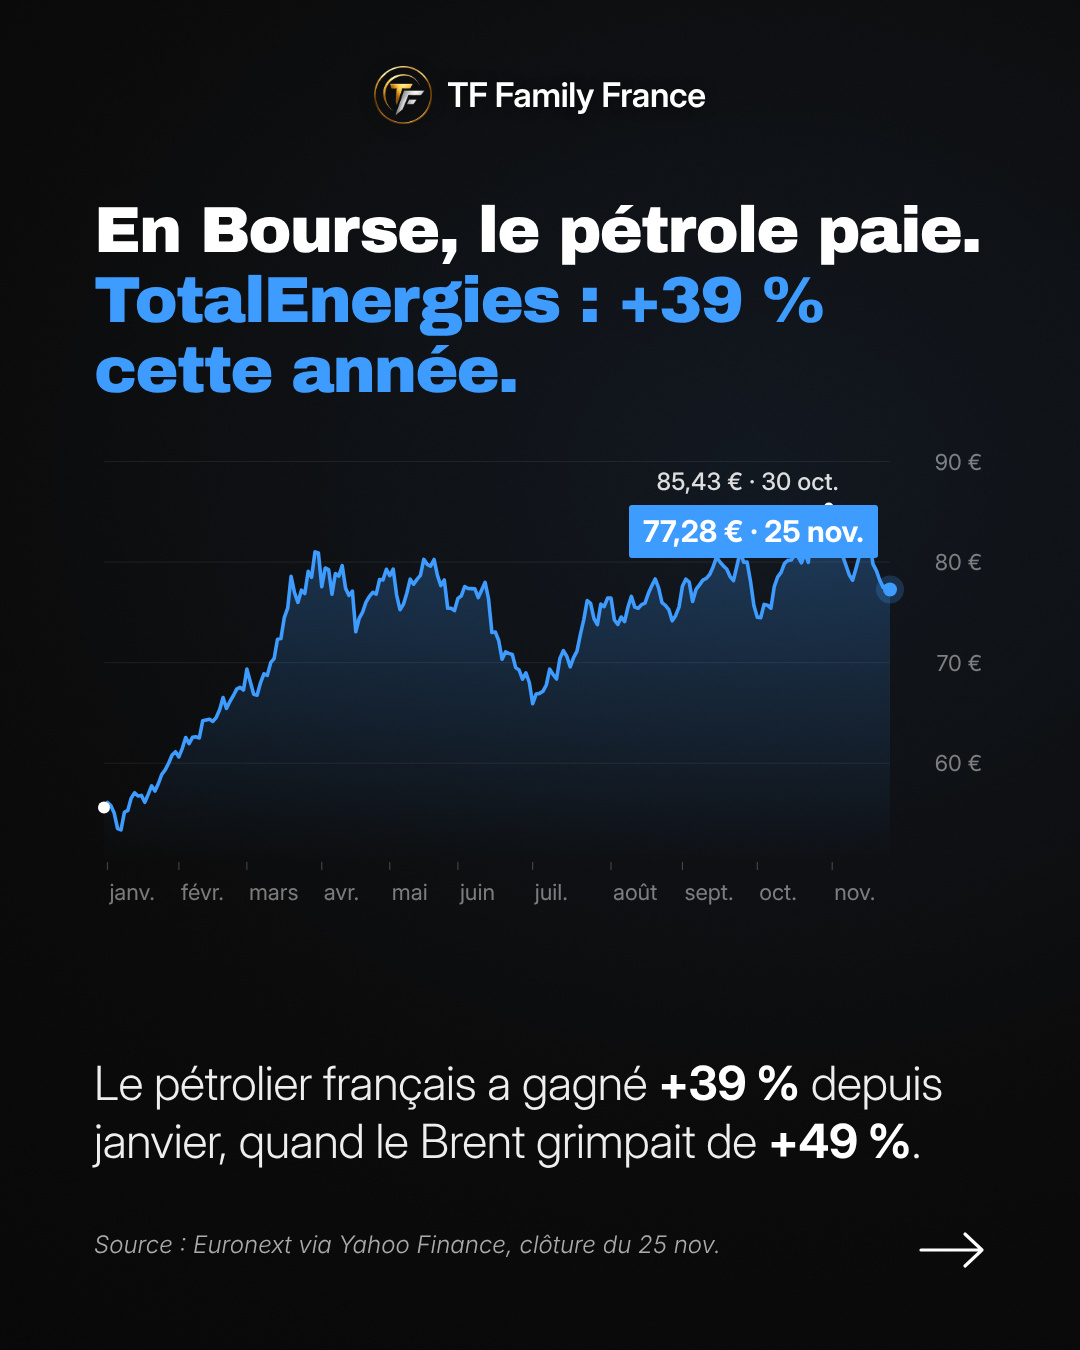 TF Family France
En Bourse, le pétrole paie.
TotalEnergies : +39 %
cette année.
90 €
85,43 € · 30 oct.
77,28 € · 25 nov.
80 €
70 €
60 €
janv. févr. mars avr. mai juin juil. août sept. oct. nov.
Le pétrolier français a gagné +39 % depuis
janvier, quand le Brent grimpait de +49 %.
Source : Euronext via Yahoo Finance, clôture du 25 nov.